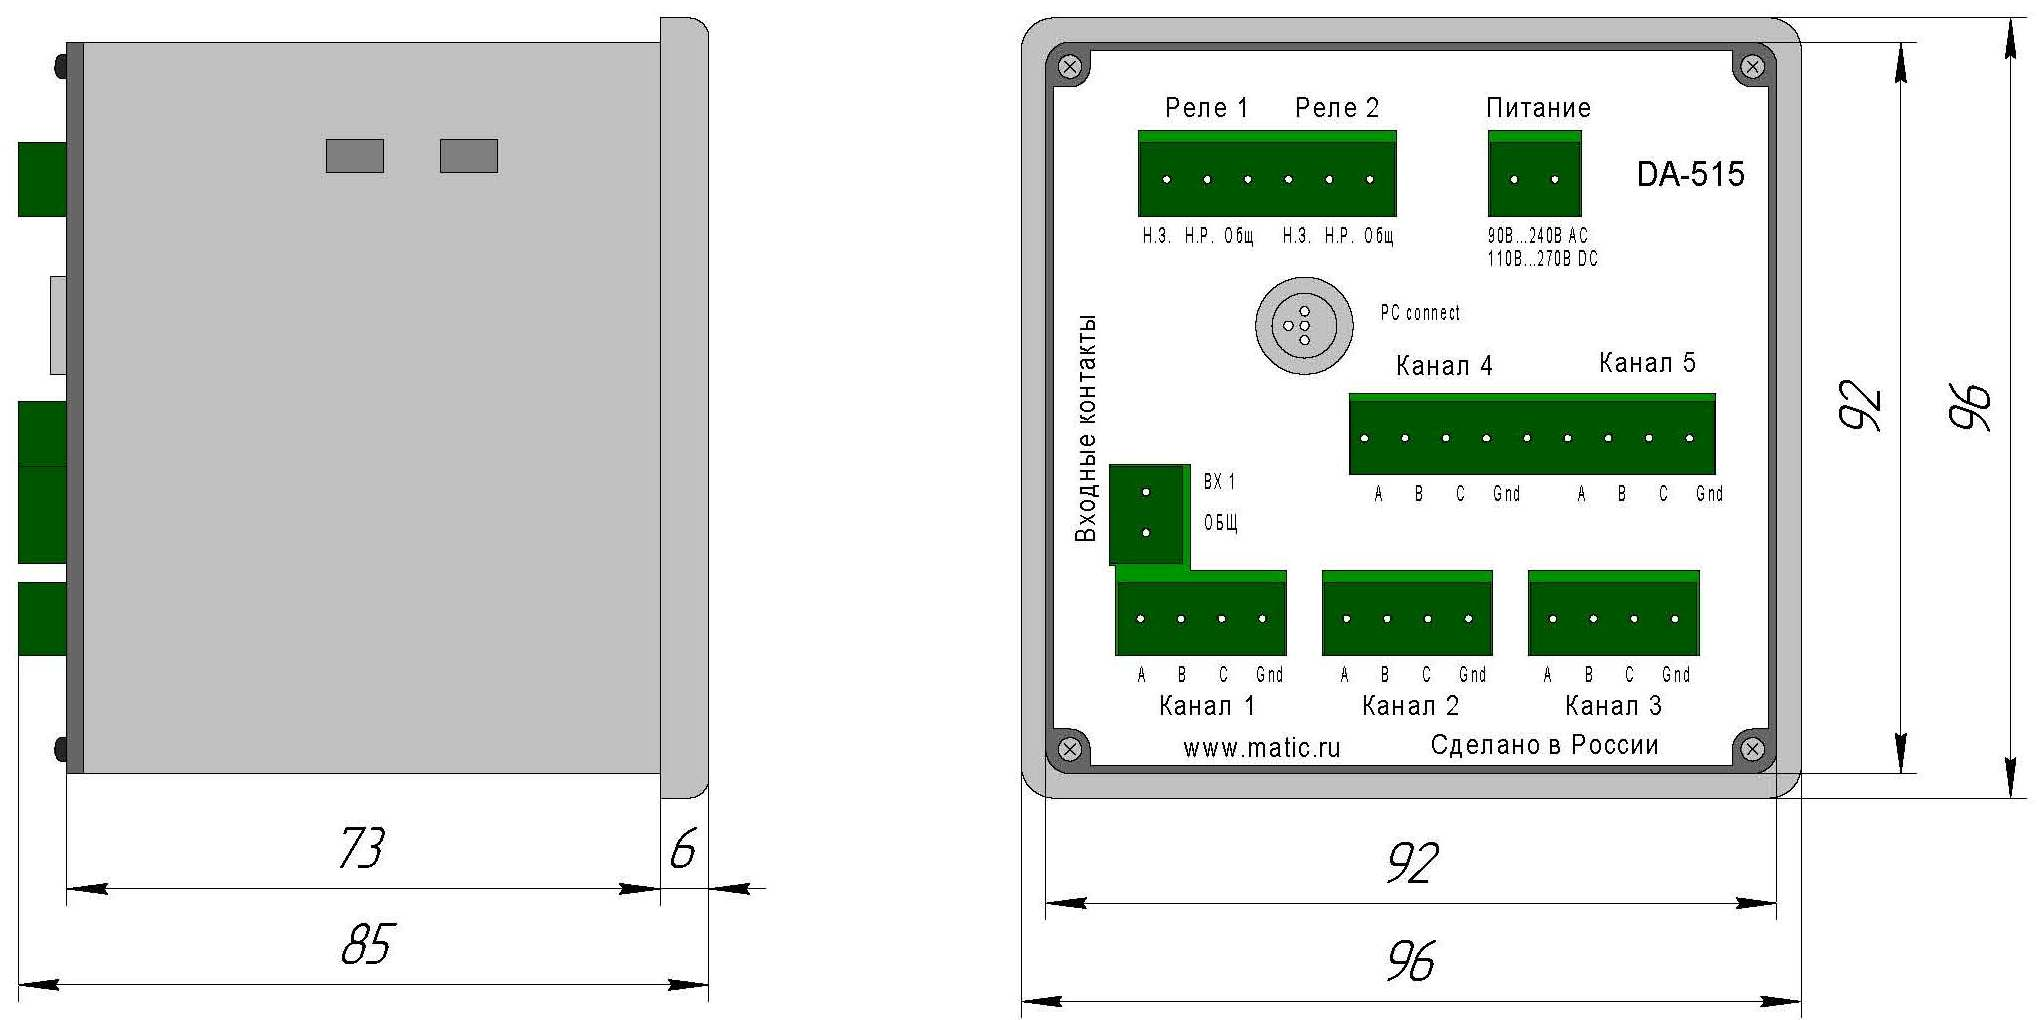 Реле 1 Реле 2 Питание
DA-515
Н.З. Н.Р. Общ Н.З. Н.Р. Общ
90В...240В АС
110В...270В DC
PC connect
Входные контакты
Канал 4 Канал 5
A B C Gnd A B C Gnd
ВХ 1
ОБЩ
A B C Gnd A B C Gnd A B C Gnd
Канал 1 Канал 2 Канал 3
www.matic.ru Сделано в России
73 6
85
92
96
92
96